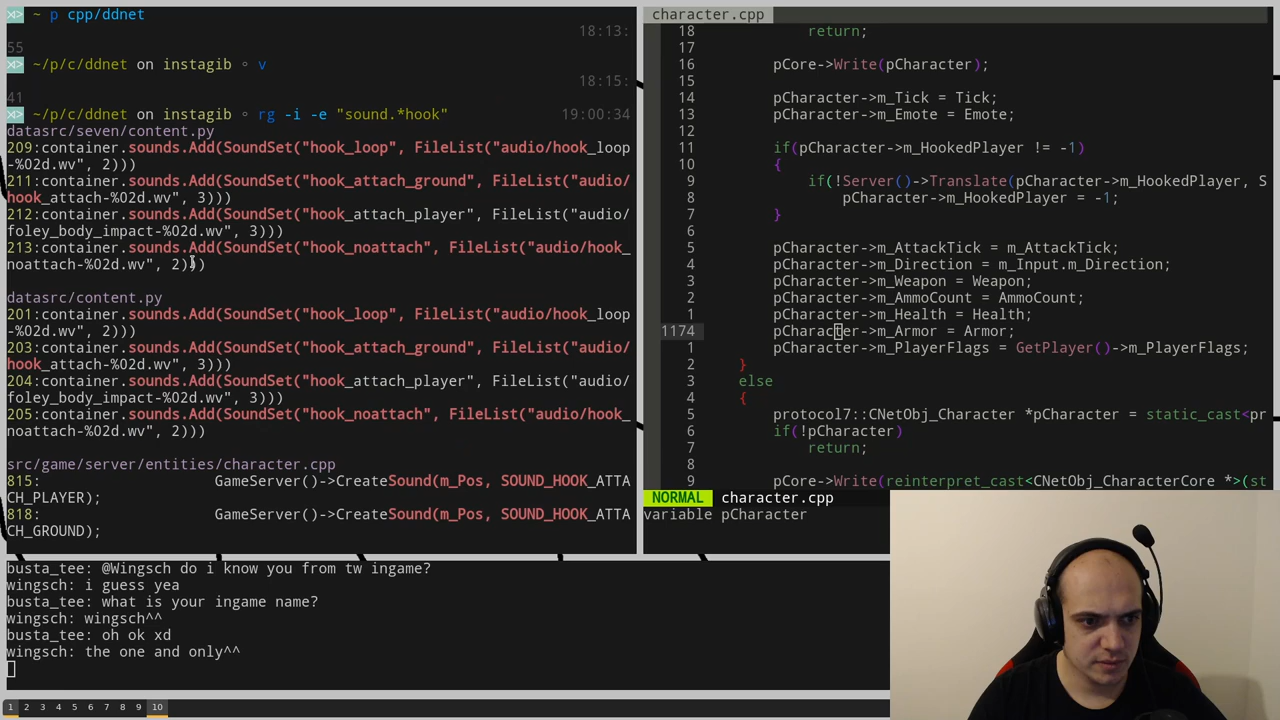 ~ p cpp/ddnet
18:13:
55
~/p/c/ddnet on instagib ◦ v
18:15:
41
~/p/c/ddnet on instagib ◦ rg -i -e "sound.*hook" 19:00:34
datasrc/seven/content.py
209:container.sounds.Add(SoundSet("hook_loop", FileList("audio/hook_loop
-%02d.wv", 2)))
211:container.sounds.Add(SoundSet("hook_attach_ground", FileList("audio/
hook_attach-%02d.wv", 3)))
212:container.sounds.Add(SoundSet("hook_attach_player", FileList("audio/
foley_body_impact-%02d.wv", 3)))
213:container.sounds.Add(SoundSet("hook_noattach", FileList("audio/hook_
noattach-%02d.wv", 2)))
datasrc/content.py
201:container.sounds.Add(SoundSet("hook_loop", FileList("audio/hook_loop
-%02d.wv", 2)))
203:container.sounds.Add(SoundSet("hook_attach_ground", FileList("audio/
hook_attach-%02d.wv", 3)))
204:container.sounds.Add(SoundSet("hook_attach_player", FileList("audio/
foley_body_impact-%02d.wv", 3)))
205:container.sounds.Add(SoundSet("hook_noattach", FileList("audio/hook_
noattach-%02d.wv", 2)))
src/game/server/entities/character.cpp
815: GameServer()->CreateSound(m_Pos, SOUND_HOOK_ATTA
CH_PLAYER);
818: GameServer()->CreateSound(m_Pos, SOUND_HOOK_ATTA
CH_GROUND);
character.cpp
18 return;
17
16 pCore->Write(pCharacter);
15
14 pCharacter->m_Tick = Tick;
13 pCharacter->m_Emote = Emote;
12
11 if(pCharacter->m_HookedPlayer != -1)
10 {
9 if(!Server()->Translate(pCharacter->m_HookedPlayer, S
8 pCharacter->m_HookedPlayer = -1;
7 }
6
5 pCharacter->m_AttackTick = m_AttackTick;
4 pCharacter->m_Direction = m_Input.m_Direction;
3 pCharacter->m_Weapon = Weapon;
2 pCharacter->m_AmmoCount = AmmoCount;
1 pCharacter->m_Health = Health;
1174 pCharacter->m_Armor = Armor;
1 pCharacter->m_PlayerFlags = GetPlayer()->m_PlayerFlags;
2 }
3 else
4 {
5 protocol7::CNetObj_Character *pCharacter = static_cast<pr
6 if(!pCharacter)
7 return;
8
9 pCore->Write(reinterpret_cast<CNetObj_CharacterCore *>(st
NORMAL character.cpp
variable pCharacter
busta_tee: @Wingsch do i know you from tw ingame?
wingsch: i guess yea
busta_tee: what is your ingame name?
wingsch: wingsch^^
busta_tee: oh ok xd
wingsch: the one and only^^
1 2 3 4 5 6 7 8 9 10